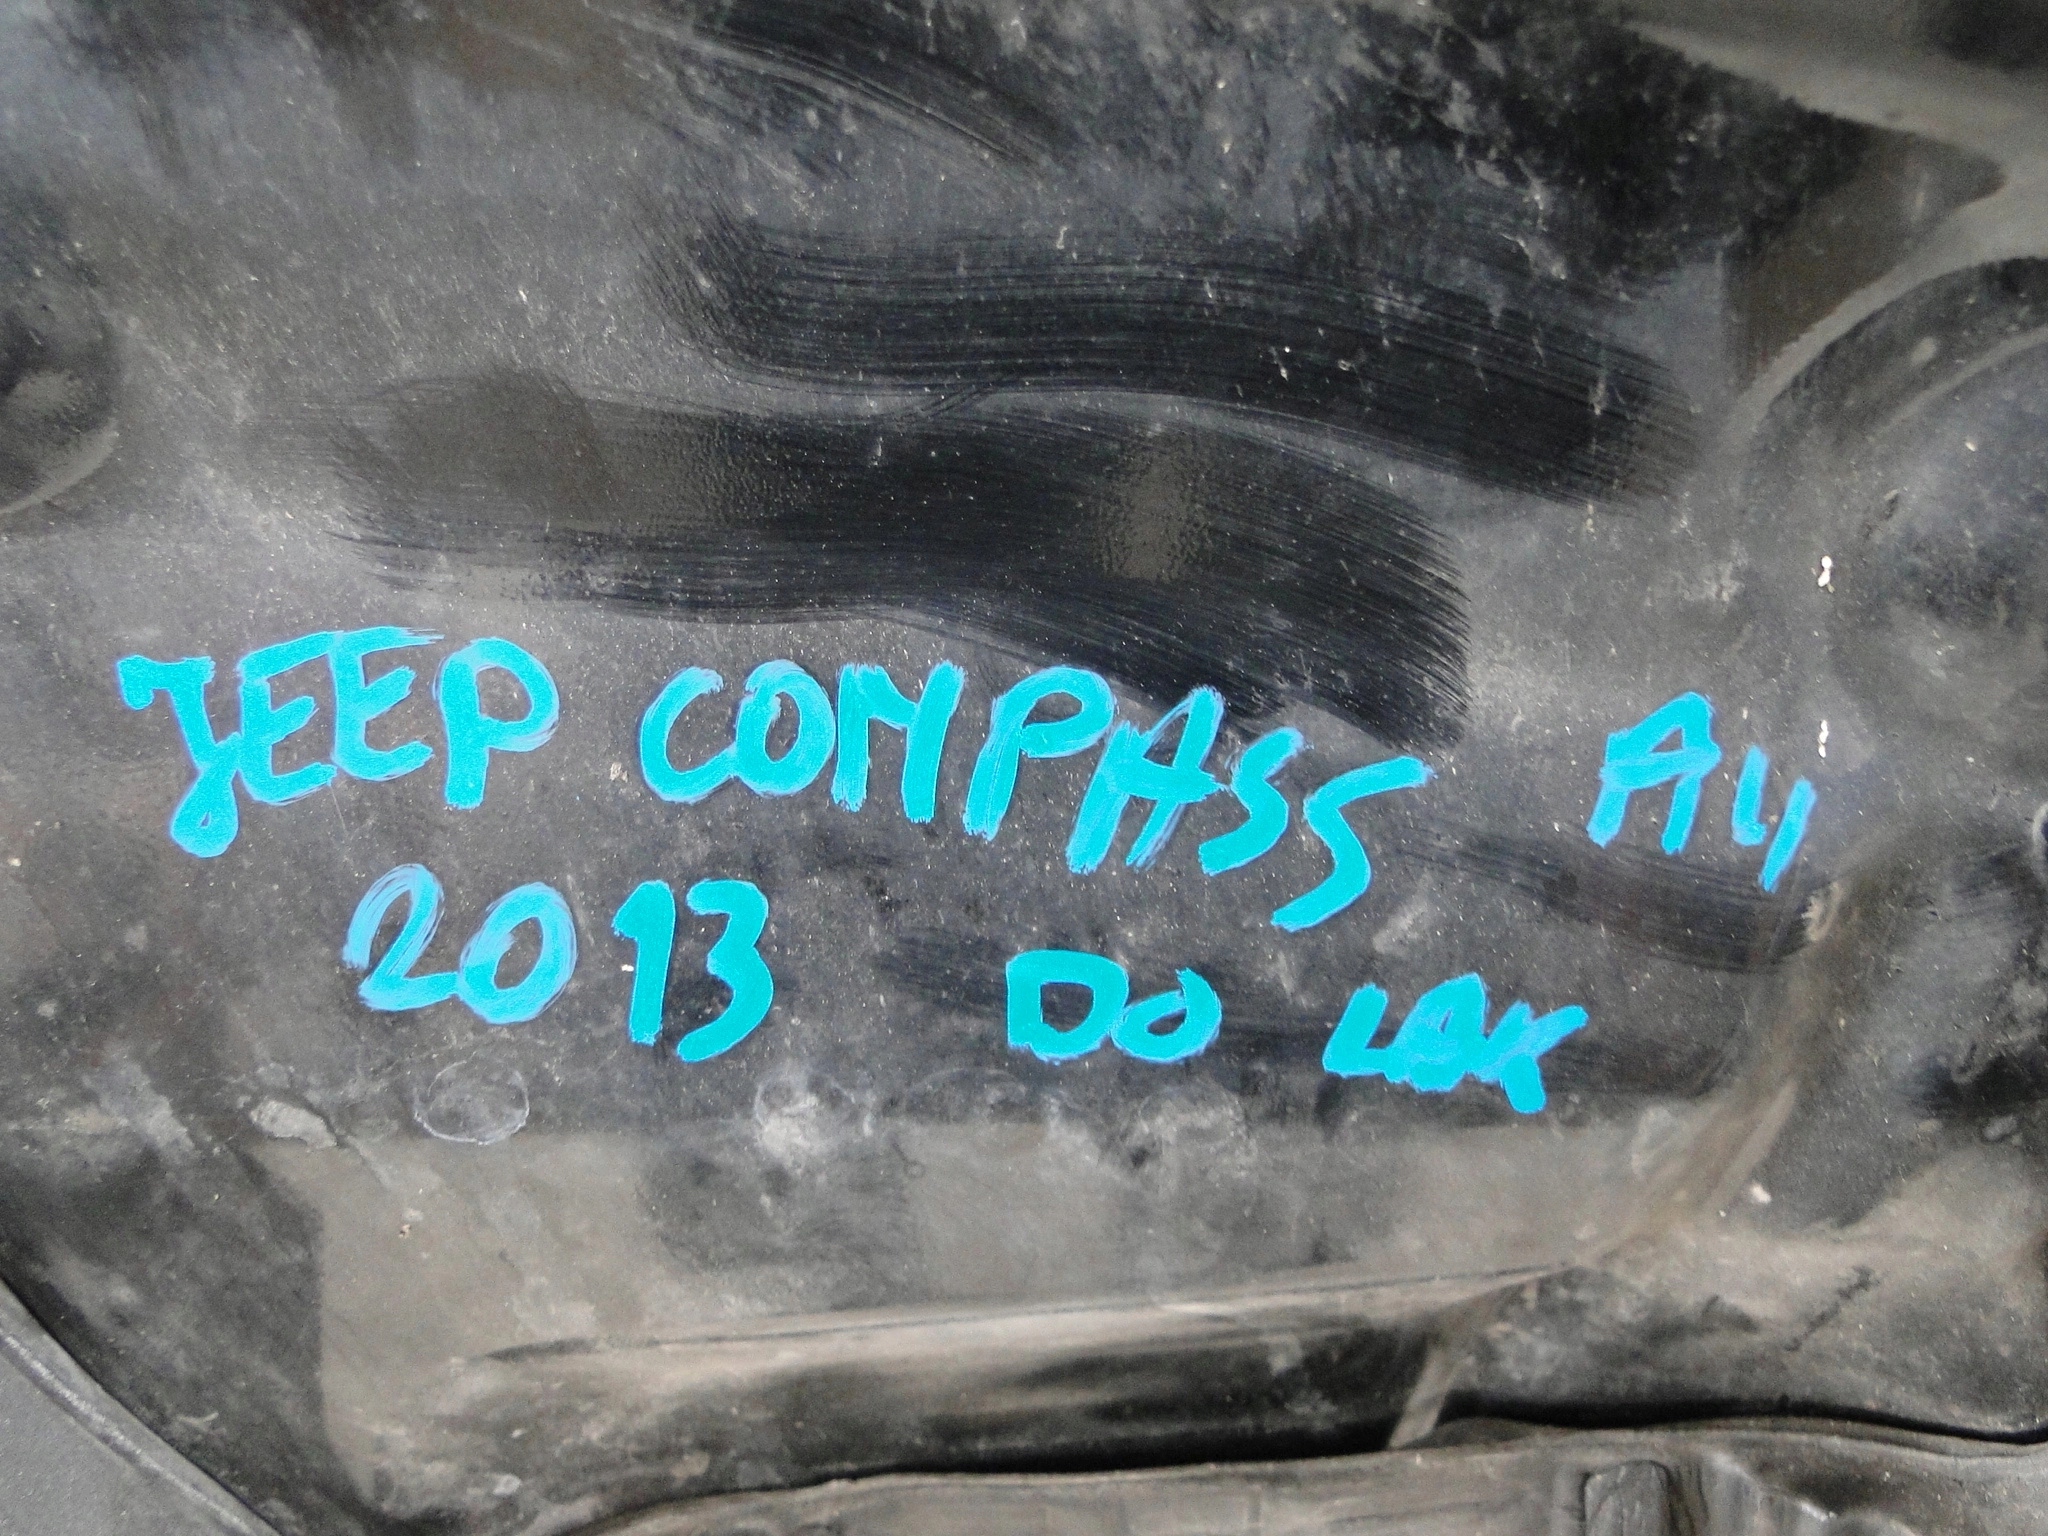 JEEP COMPASS A4
2013 DO LAK